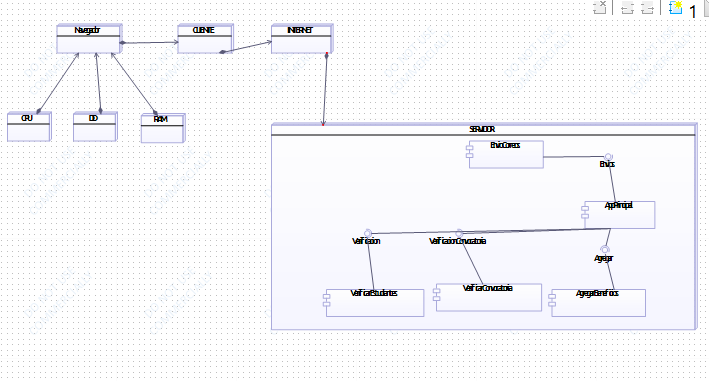 1
Navegador
CLIENTE
INTERNET
CPU
DD
RAM
SERVIDOR
EnvioCorreos
Envios
AppPrincipal
Verificacion
VerificacionConvocatoria
Agregar
VerificarEstudiantes
VerificarConvocatoria
AgregarBeneficios